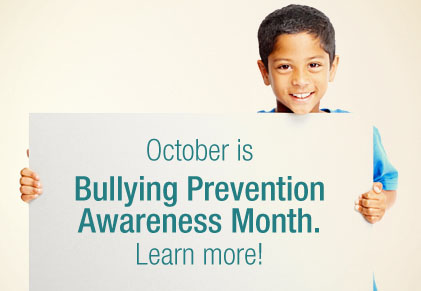 October is
Bullying Prevention
Awareness Month.
Learn more!